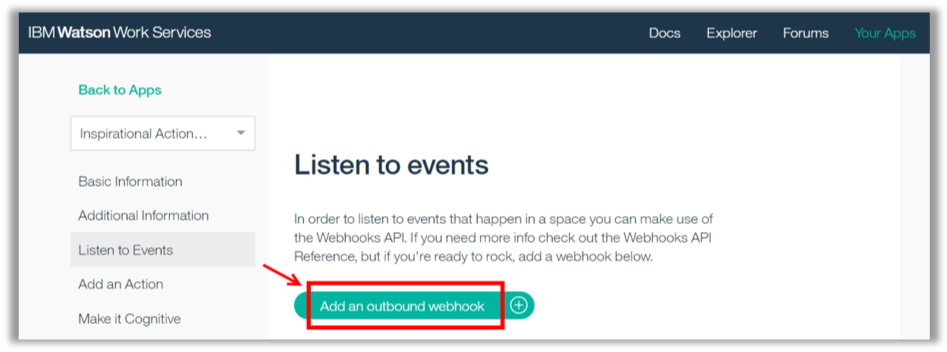 IBM Watson Work Services
Docs
Explorer
Forums
Your Apps
Back to Apps
Inspirational Action...
Basic Information
Additional Information
Listen to Events
Add an Action
Make it Cognitive
Listen to events
In order to listen to events that happen in a space you can make use of
the Webhooks API. If you need more info check out the Webhooks API
Reference, but if you're ready to rock, add a webhook below.
Add an outbound webhook